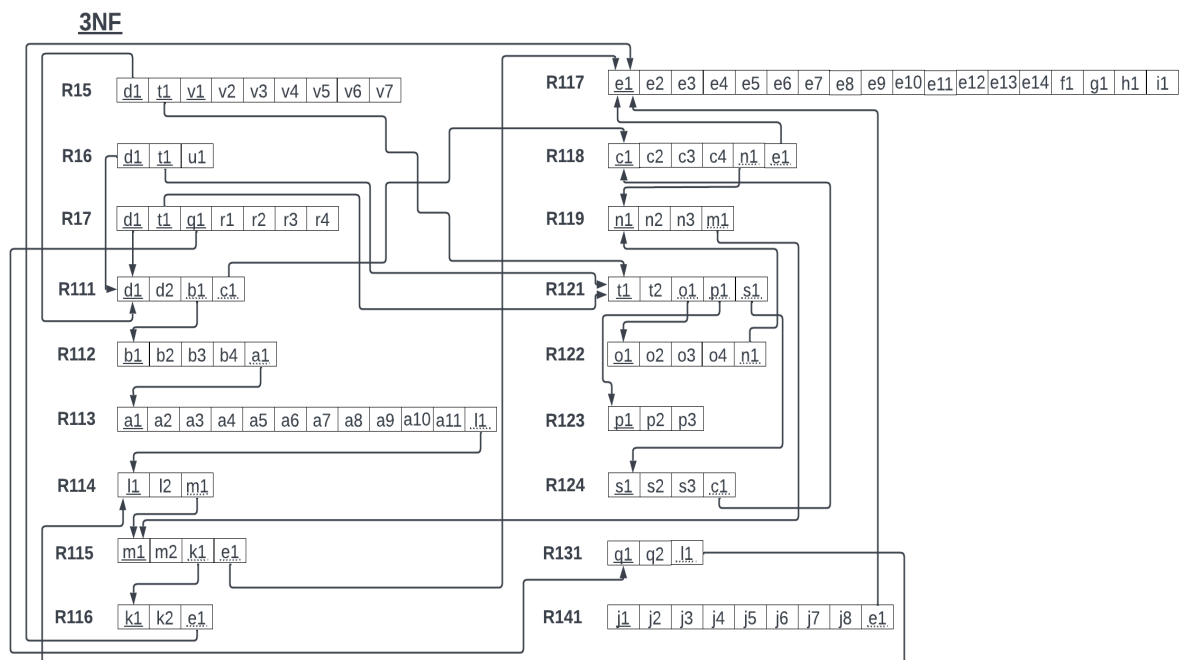 3NF
R15 d1 t1 v1 v2 v3 v4 v5 v6 v7
R16 d1 t1 u1
R17 d1 t1 q1 r1 r2 r3 r4
R111 d1 d2 b1 c1
R112 b1 b2 b3 b4 a1
R113 a1 a2 a3 a4 a5 a6 a7 a8 a9 a10 a11 l1
R114 l1 l2 m1
R115 m1 m2 k1 e1
R116 k1 k2 e1
R117 e1 e2 e3 e4 e5 e6 e7 e8 e9 e10 e11 e12 e13 e14 f1 g1 h1 i1
R118 c1 c2 c3 c4 n1 e1
R119 n1 n2 n3 m1
R121 t1 t2 o1 p1 s1
R122 o1 o2 o3 o4 n1
R123 p1 p2 p3
R124 s1 s2 s3 c1
R131 q1 q2 l1
R141 j1 j2 j3 j4 j5 j6 j7 j8 e1